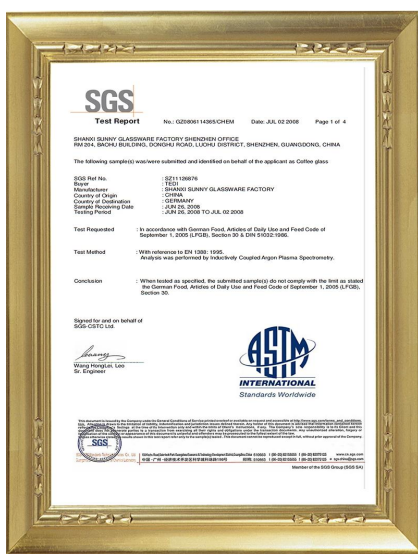 SGS
Test Report No.: GZ0806114365/CHEM Date: JUL 02 2008 Page 1 of 4
SHANXI SUNNY GLASSWARE FACTORY SHENZHEN OFFICE
RM 204, BAOHU BUILDING, DONGHU ROAD, LUOHU DISTRICT, SHENZHEN, GUANGDONG, CHINA
The following sample(s) was/were submitted and identified on behalf of the applicant as Coffee glass
SGS Ref No. : SZ11126876
Buyer : TEDI
Manufacturer : SHANXI SUNNY GLASSWARE FACTORY
Country of Origin : CHINA
Country of Destination : GERMANY
Sample Receiving Date : JUN 26, 2006
Testing Period : JUN 26, 2008 TO JUL 02 2008
Test Requested : In accordance with German Food, Articles of Daily Use and Feed Code of
September 1, 2005 (LFGB), Section 30 & DIN 51032:1986.
Test Method : With reference to EN 1388: 1995.
Analysis was performed by Inductively Coupled Argon Plasma Spectrometry.
Conclusion : When tested as specified, the submitted sample(s) do not comply with the limit as stated
the German Food, Articles of Daily Use and Feed Code of September 1, 2005 (LFGB),
Section 30.
Signed for and on behalf of
SGS-CSTC Ltd.
Wang HongLei, Leo
Sr. Engineer
ASTM
INTERNATIONAL
Standards Worldwide
SGS
Member of the SGS Group (SGS SA)